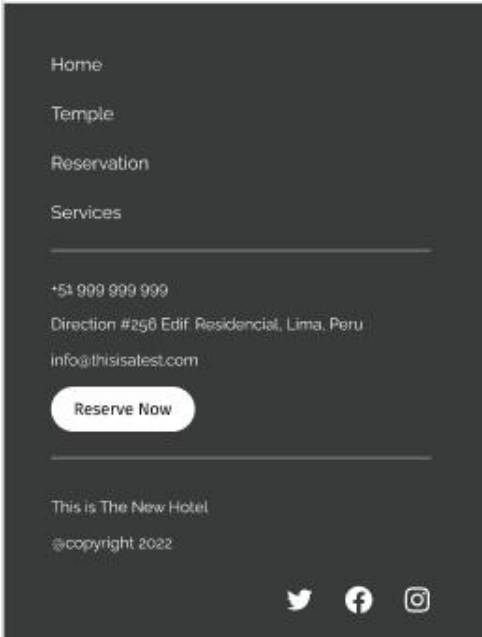 Home
Temple
Reservation
Services
+51 999 999 999
Direction #256 Edif. Residencial, Lima, Peru
info@thisisatest.com
Reserve Now
This is The New Hotel
@copyright 2022